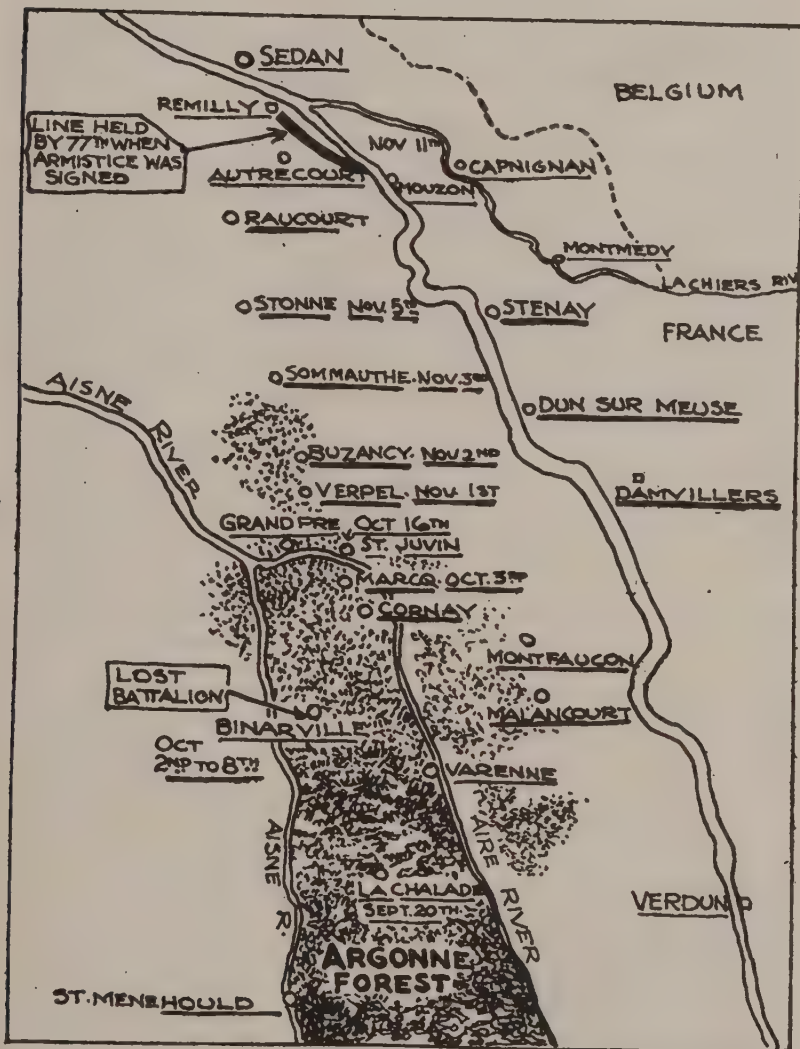 SEDAN
BELGIUM
REMILLY
LINE HELD
BY 77TH WHEN
ARMISTICE WAS
SIGNED
NOV 11TH
CAPNIGNAN
AUTRECOURT
MOUZON
RAUCOURT
MONTMEDY
LACHIERS RIV
STONNE NOV. 5TH
STENAY
FRANCE
SOMMAUTHE. NOV. 3RD
AISNE RIVER
DUN SUR MEUSE
BUZANCY. NOV 2ND
VERPEL. NOV. 1ST
DAMVILLERS
GRANDPRE OCT 16TH
ST. JUVIN
MARCQ. OCT.
CORNAY
MONTFAUCON
LOST
BATTALION
MALANCOURT
BINARVILLE
OCT
2ND TO 8TH
VARENNE
AISNE R.
AIRE RIVER
LA CHALADE
SEPT. 20TH
VERDUN
ARGONNE
FOREST
ST. MENEHOULD